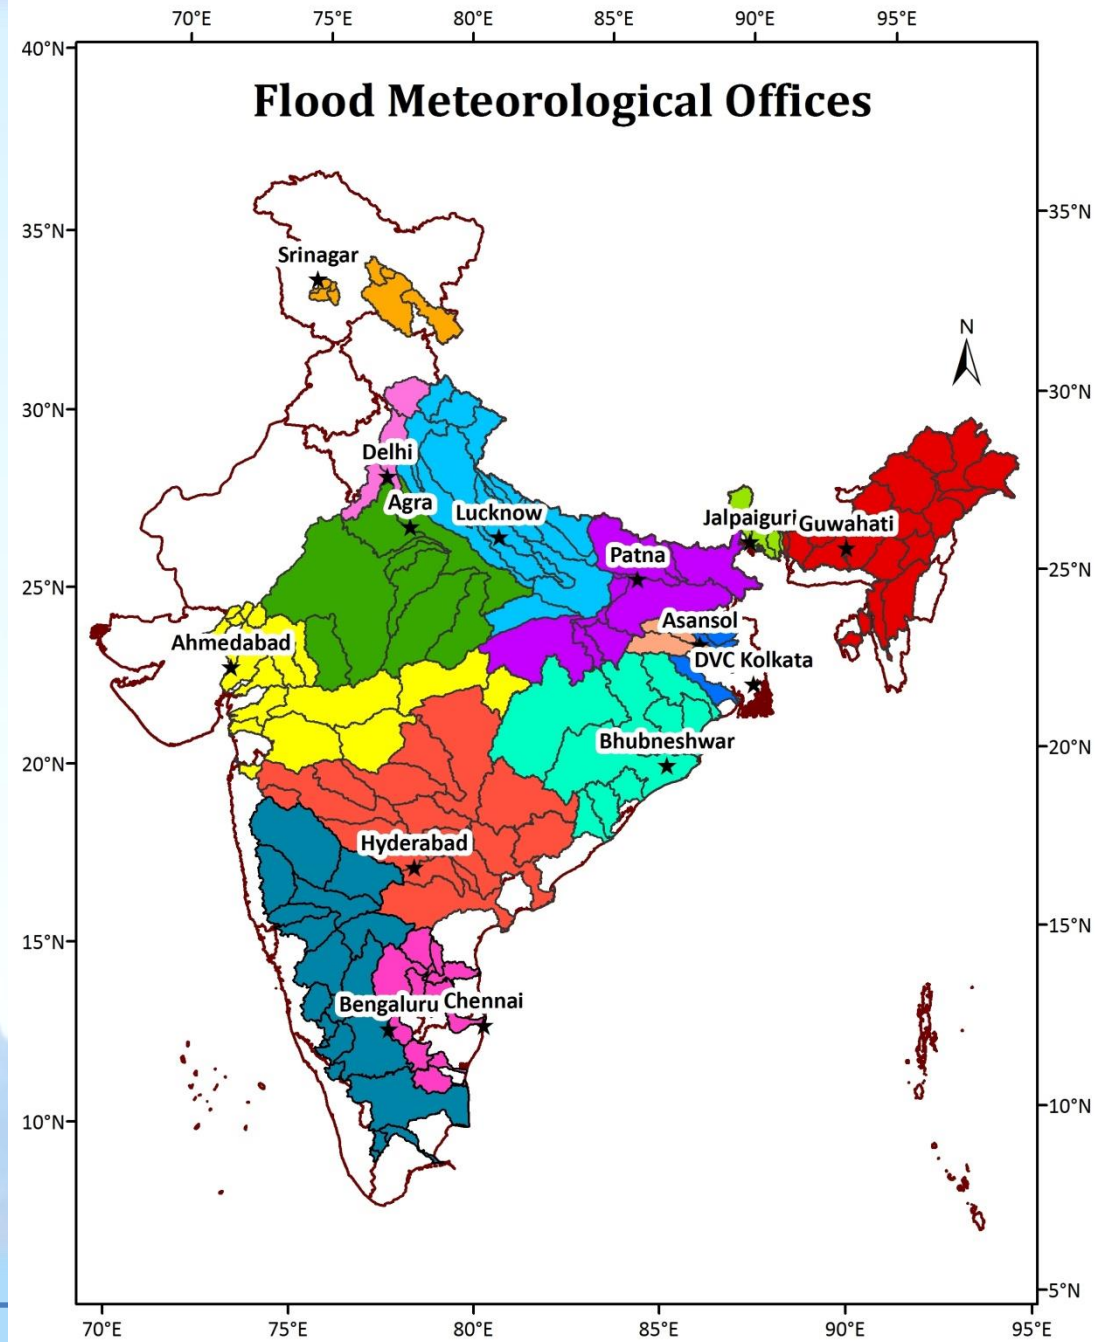 70°E 75°E 80°E 85°E 90°E 95°E
40°N
Flood Meteorological Offices
35°N
35°N
Srinagar
N
30°N
30°N
Delhi
Agra
Lucknow
Jalpaiguri
Guwahati
Patna
25°N
25°N
Asansol
Ahmedabad
DVC Kolkata
Bhubneshwar
20°N
20°N
Hyderabad
15°N
15°N
Bengaluru
Chennai
10°N
10°N
5°N
70°E 75°E 80°E 85°E 90°E 95°E